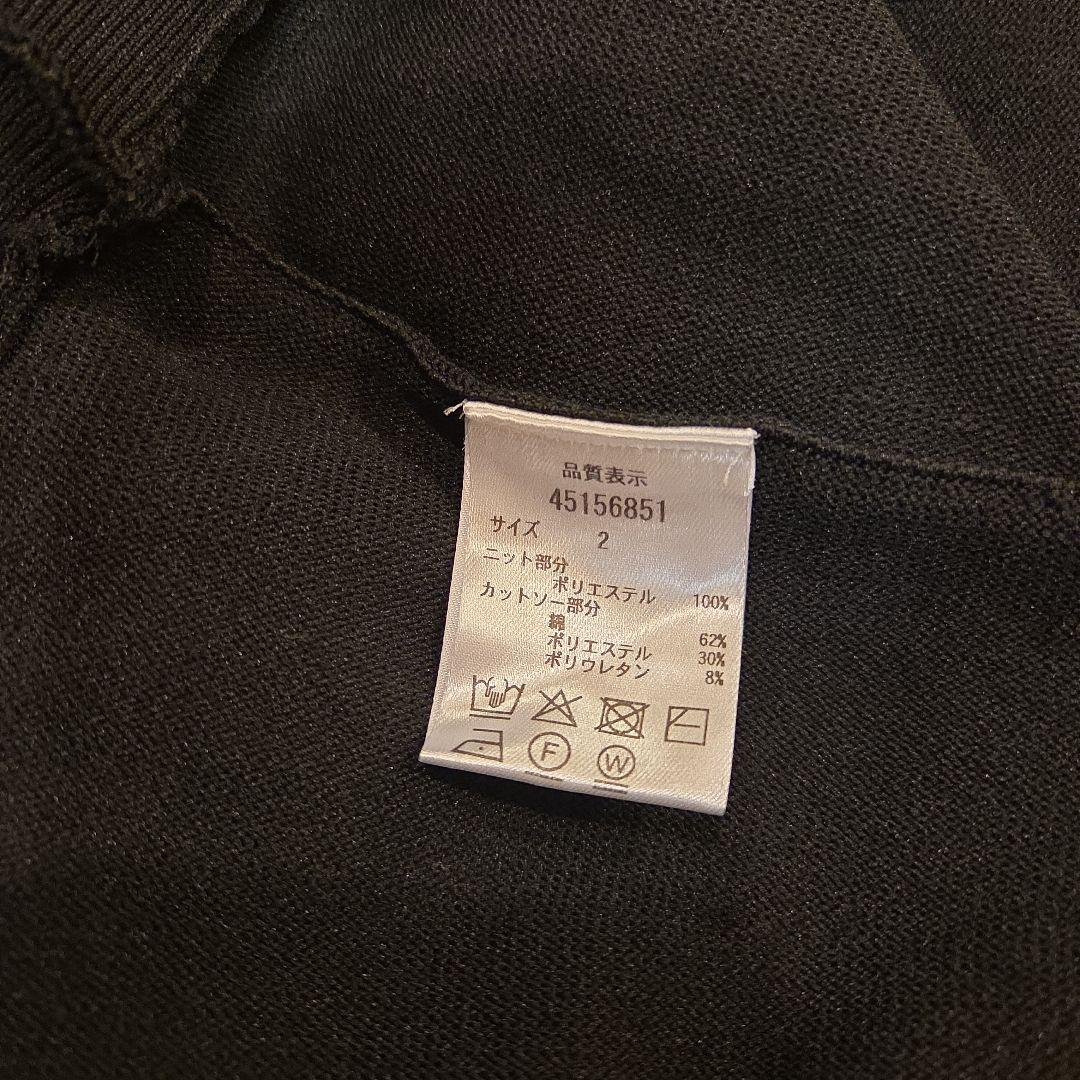 品質表示
45156851
サイズ 2
ニット部分
ポリエステル 100%
カットソー部分
綿 62%
ポリエステル 30%
ポリウレタン 8%
F W